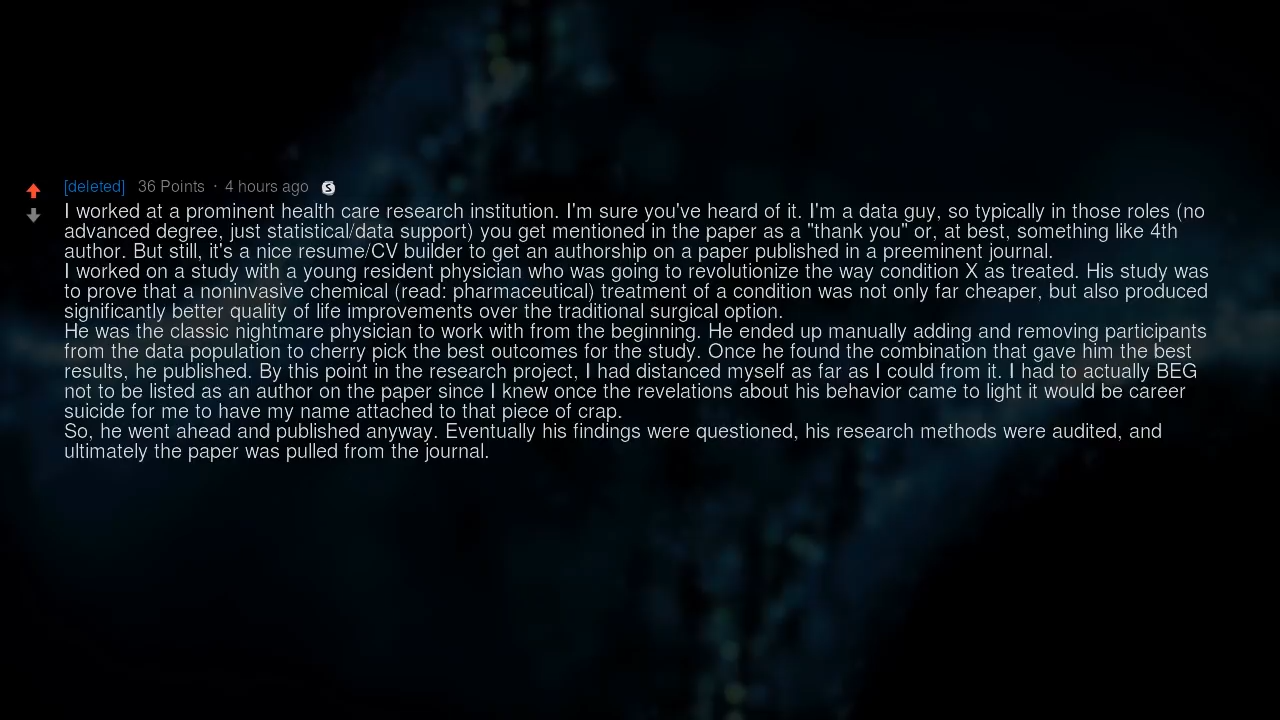 [deleted] 36 Points · 4 hours ago S
I worked at a prominent health care research institution. I'm sure you've heard of it. I'm a data guy, so typically in those roles (no
advanced degree, just statistical/data support) you get mentioned in the paper as a "thank you" or, at best, something like 4th
author. But still, it's a nice resume/CV builder to get an authorship on a paper published in a preeminent journal.
I worked on a study with a young resident physician who was going to revolutionize the way condition X as treated. His study was
to prove that a noninvasive chemical (read: pharmaceutical) treatment of a condition was not only far cheaper, but also produced
significantly better quality of life improvements over the traditional surgical option.
He was the classic nightmare physician to work with from the beginning. He ended up manually adding and removing participants
from the data population to cherry pick the best outcomes for the study. Once he found the combination that gave him the best
results, he published. By this point in the research project, I had distanced myself as far as I could from it. I had to actually BEG
not to be listed as an author on the paper since I knew once the revelations about his behavior came to light it would be career
suicide for me to have my name attached to that piece of crap.
So, he went ahead and published anyway. Eventually his findings were questioned, his research methods were audited, and
ultimately the paper was pulled from the journal.